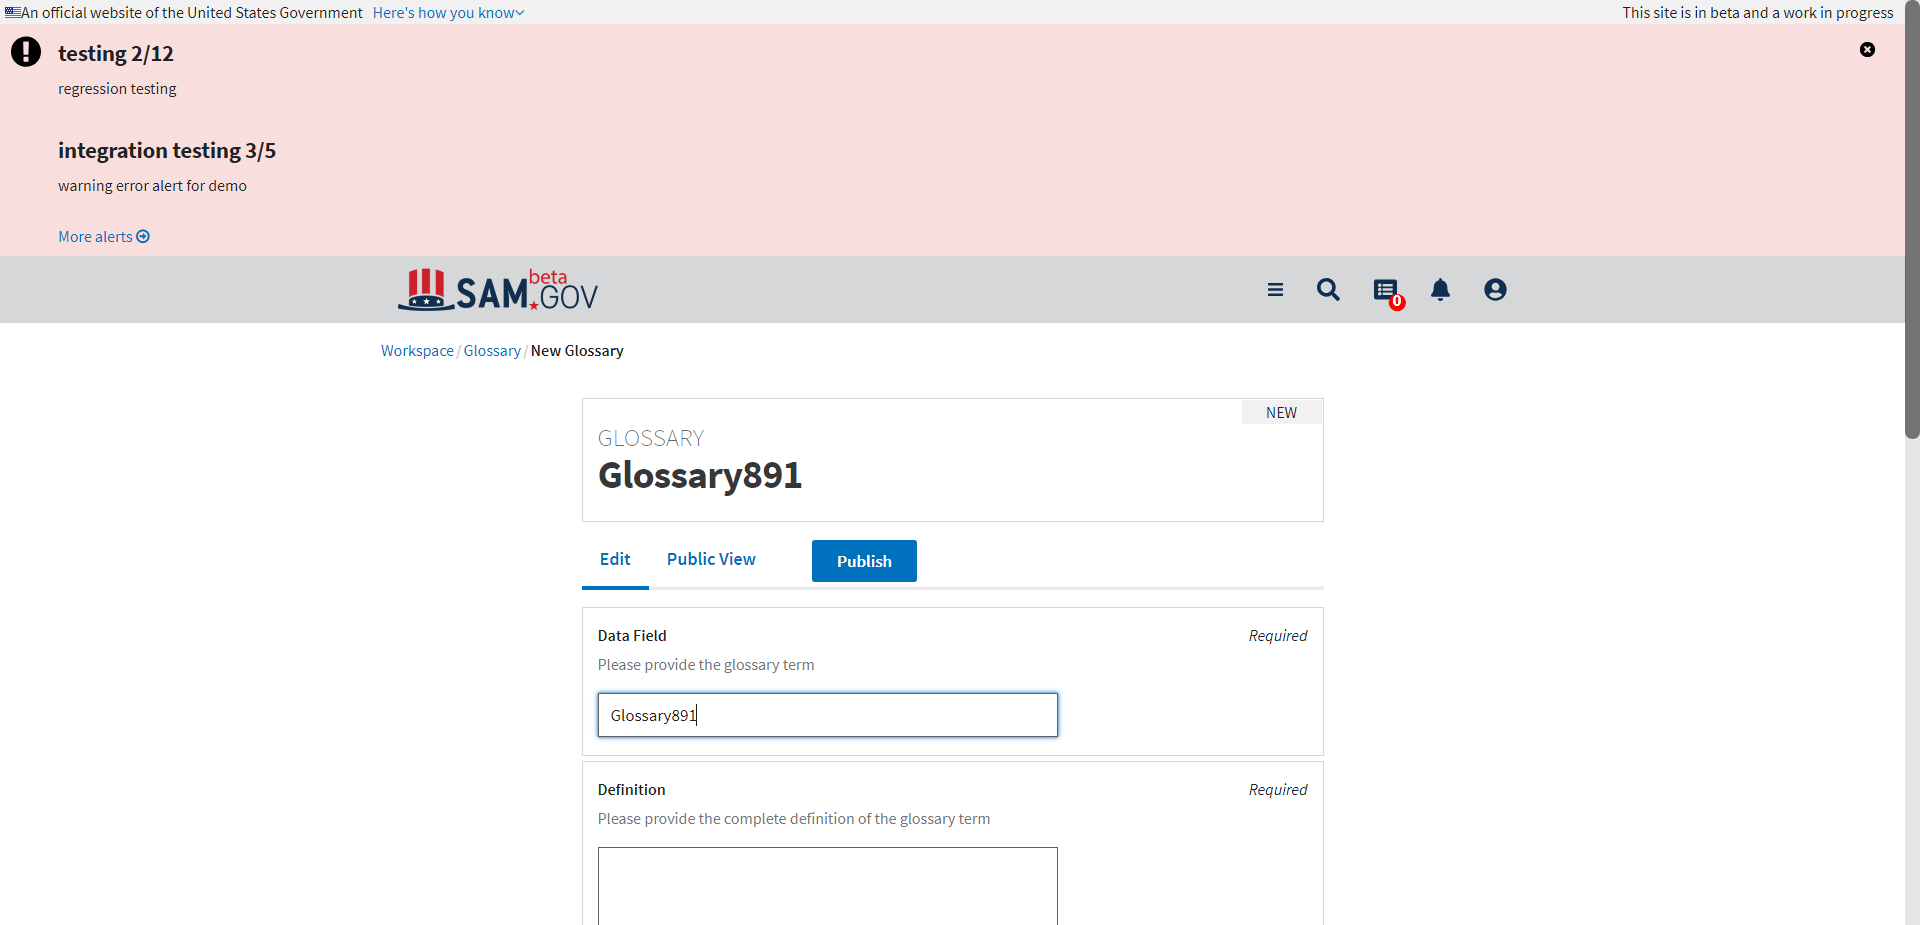 An official website of the United States Government Here's how you know
This site is in beta and a work in progress
testing 2/12
regression testing
integration testing 3/5
warning error alert for demo
More alerts
SAM.GOV beta
0
Workspace / Glossary / New Glossary
NEW
GLOSSARY
Glossary891
Edit Public View Publish
Data Field Required
Please provide the glossary term
Glossary891
Definition Required
Please provide the complete definition of the glossary term